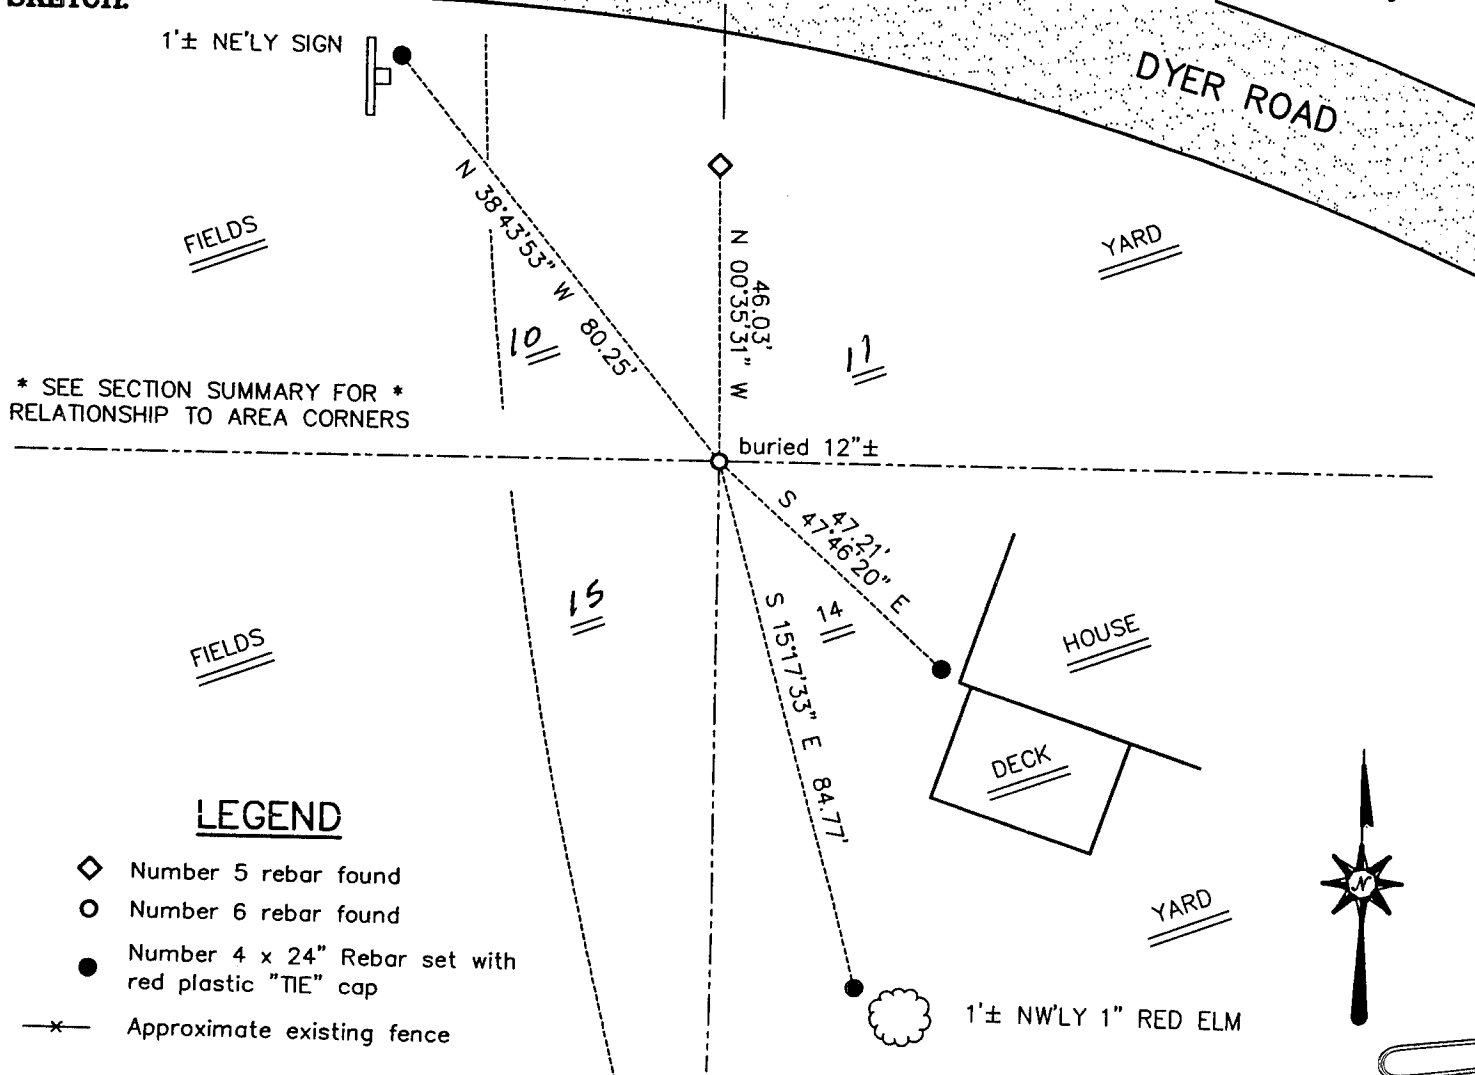 SKETCH:
1'± NE'LY SIGN
DYER ROAD
N 38°43'53" W 80.25'
46.03'
N 00°35'31" W
FIELDS
YARD
10
11
* SEE SECTION SUMMARY FOR *
RELATIONSHIP TO AREA CORNERS
buried 12"±
47.21'
S 47°46'20" E
S 15°17'33" E 84.77'
15
14
FIELDS
HOUSE
DECK
YARD
N
LEGEND
Number 5 rebar found
Number 6 rebar found
Number 4 x 24" Rebar set with
red plastic "TIE" cap
Approximate existing fence
1'± NW'LY 1" RED ELM